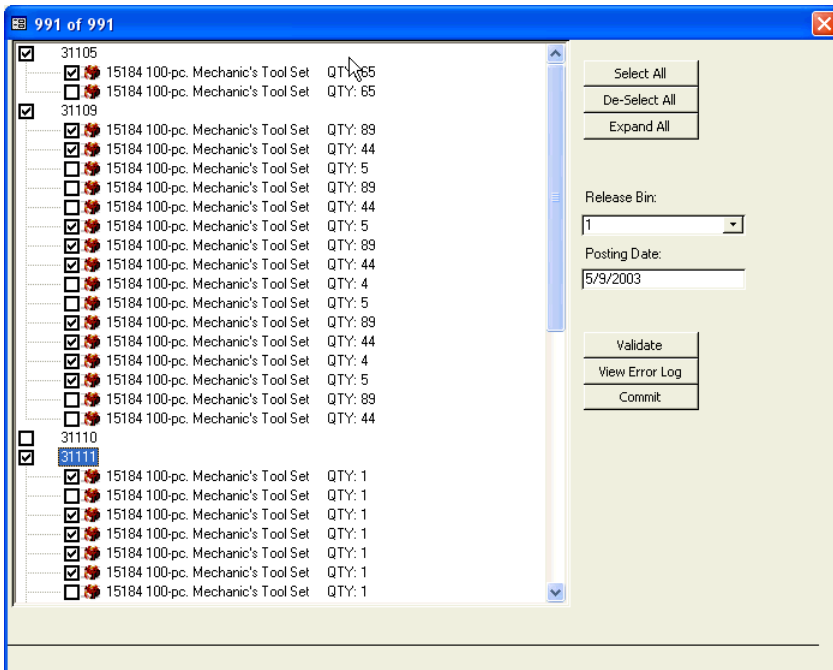 991 of 991
31105
15184 100-pc. Mechanic's Tool Set QTY: 65
15184 100-pc. Mechanic's Tool Set QTY: 65
31109
15184 100-pc. Mechanic's Tool Set QTY: 89
15184 100-pc. Mechanic's Tool Set QTY: 44
15184 100-pc. Mechanic's Tool Set QTY: 5
15184 100-pc. Mechanic's Tool Set QTY: 89
15184 100-pc. Mechanic's Tool Set QTY: 44
15184 100-pc. Mechanic's Tool Set QTY: 5
15184 100-pc. Mechanic's Tool Set QTY: 89
15184 100-pc. Mechanic's Tool Set QTY: 44
15184 100-pc. Mechanic's Tool Set QTY: 4
15184 100-pc. Mechanic's Tool Set QTY: 5
15184 100-pc. Mechanic's Tool Set QTY: 89
15184 100-pc. Mechanic's Tool Set QTY: 44
15184 100-pc. Mechanic's Tool Set QTY: 4
15184 100-pc. Mechanic's Tool Set QTY: 5
15184 100-pc. Mechanic's Tool Set QTY: 89
15184 100-pc. Mechanic's Tool Set QTY: 44
31110
31111
15184 100-pc. Mechanic's Tool Set QTY: 1
15184 100-pc. Mechanic's Tool Set QTY: 1
15184 100-pc. Mechanic's Tool Set QTY: 1
15184 100-pc. Mechanic's Tool Set QTY: 1
15184 100-pc. Mechanic's Tool Set QTY: 1
15184 100-pc. Mechanic's Tool Set QTY: 1
15184 100-pc. Mechanic's Tool Set QTY: 1
Select All
De-Select All
Expand All
Release Bin:
1
Posting Date:
5/9/2003
Validate
View Error Log
Commit